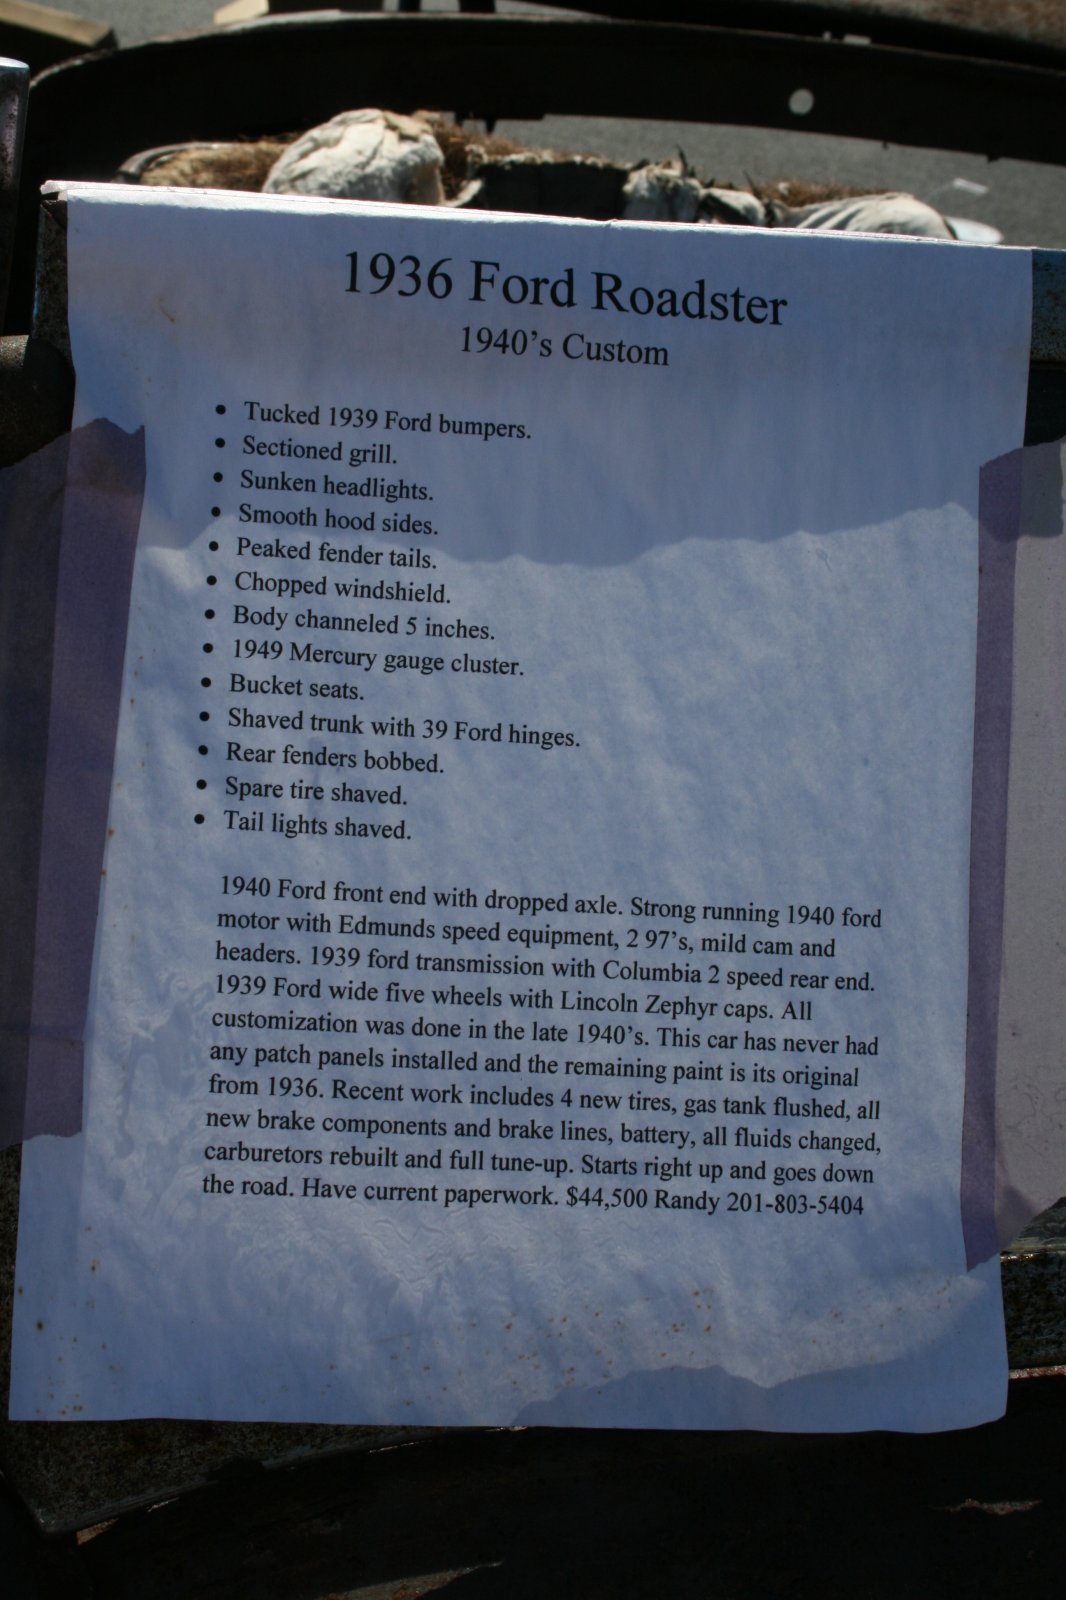 1936 Ford Roadster
1940's Custom
• Tucked 1939 Ford bumpers.
• Sectioned grill.
• Sunken headlights.
• Smooth hood sides.
• Peaked fender tails.
• Chopped windshield.
• Body channeled 5 inches.
• 1949 Mercury gauge cluster.
• Bucket seats.
• Shaved trunk with 39 Ford hinges.
• Rear fenders bobbed.
• Spare tire shaved.
• Tail lights shaved.
1940 Ford front end with dropped axle. Strong running 1940 ford
motor with Edmunds speed equipment, 2 97's, mild cam and
headers. 1939 ford transmission with Columbia 2 speed rear end.
1939 Ford wide five wheels with Lincoln Zephyr caps. All
customization was done in the late 1940's. This car has never had
any patch panels installed and the remaining paint is its original
from 1936. Recent work includes 4 new tires, gas tank flushed, all
new brake components and brake lines, battery, all fluids changed,
carburetors rebuilt and full tune-up. Starts right up and goes down
the road. Have current paperwork. $44,500 Randy 201-803-5404